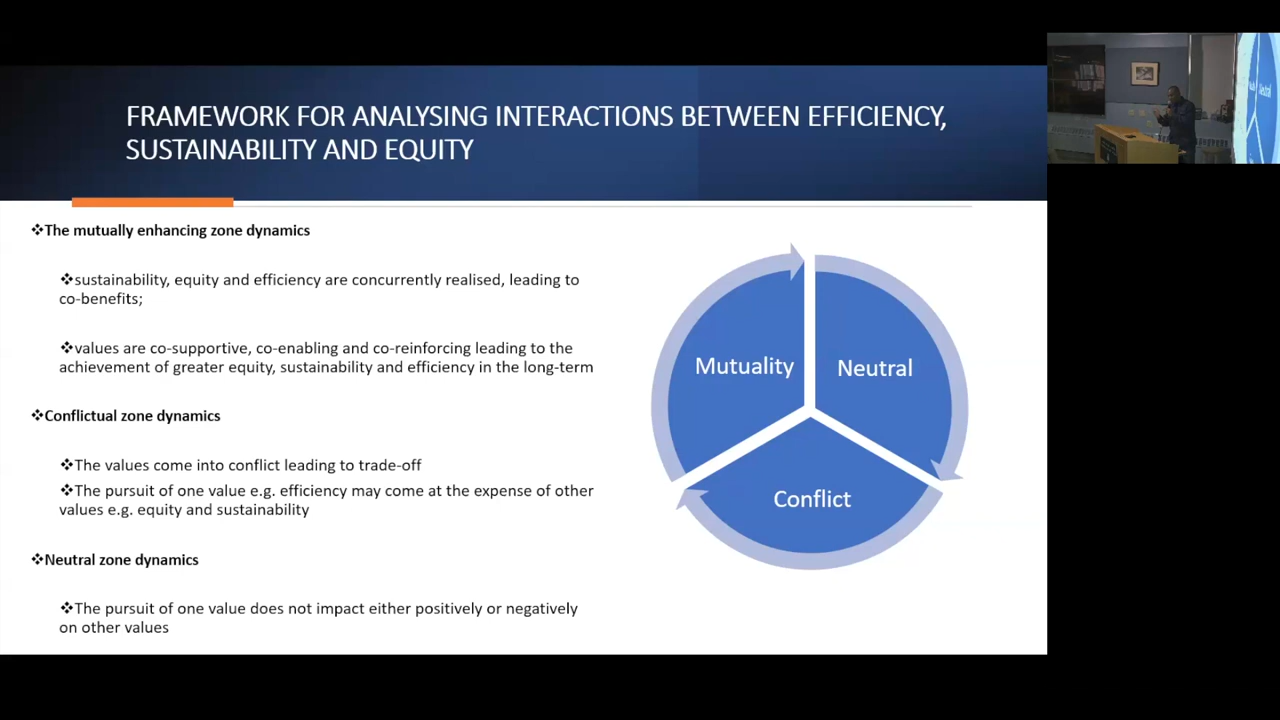 FRAMEWORK FOR ANALYSING INTERACTIONS BETWEEN EFFICIENCY,
SUSTAINABILITY AND EQUITY
❖The mutually enhancing zone dynamics
❖sustainability, equity and efficiency are concurrently realised, leading to
co-benefits;
❖values are co-supportive, co-enabling and co-reinforcing leading to the
achievement of greater equity, sustainability and efficiency in the long-term
❖Conflictual zone dynamics
❖The values come into conflict leading to trade-off
❖The pursuit of one value e.g. efficiency may come at the expense of other
values e.g. equity and sustainability
❖Neutral zone dynamics
❖The pursuit of one value does not impact either positively or negatively
on other values
Mutuality
Neutral
Conflict
Neutral